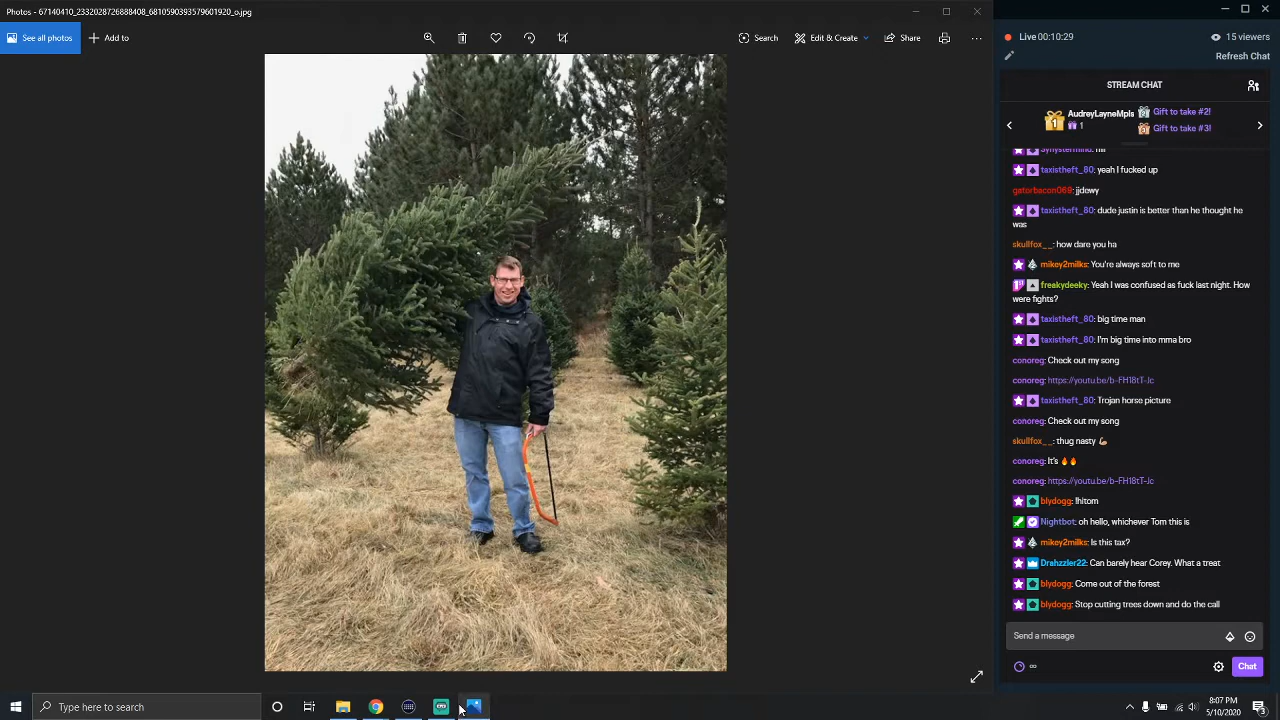 Photos - 67140410_2332028726888408_6810590393579601920_o.jpg
See all photos
Add to
Search
Edit & Create
Share
Live 00:10:29
15 viewers
Refresh Chat
STREAM CHAT
1
AudreyLayneMpls
1
Gift to take #2!
Gift to take #3!
taxistheft_80: yeah I fucked up
gatorbacon069: jjdewy
taxistheft_80: dude justin is better than he thought he
was
skullfox__: how dare you ha
mikey2milks: You're always soft to me
freakydeeky: Yeah I was confused as fuck last night. How
were fights?
taxistheft_80: big time man
taxistheft_80: I'm big time into mma bro
conoreg: Check out my song
conoreg: https://youtu.be/b-FH18tT-Jc
taxistheft_80: Trojan horse picture
conoreg: Check out my song
skullfox__: thug nasty 💪🏼
conoreg: It's 🔥🔥
conoreg: https://youtu.be/b-FH18tT-Jc
blydogg: !hitom
Nightbot: oh hello, whichever Tom this is
mikey2milks: Is this tax?
Drahzzler22: Can barely hear Corey. What a treat
blydogg: Come out of the forest
blydogg: Stop cutting trees down and do the call
Send a message
∞
Chat
Type here to search
8:07 PM
5/10/2020